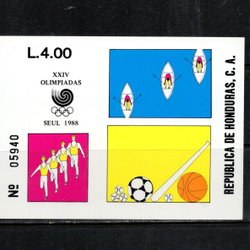 L.4.00
XXIV
OLIMPIADAS
SEUL 1988
REPUBLICA DE HONDURAS, C. A.
Nº 05940